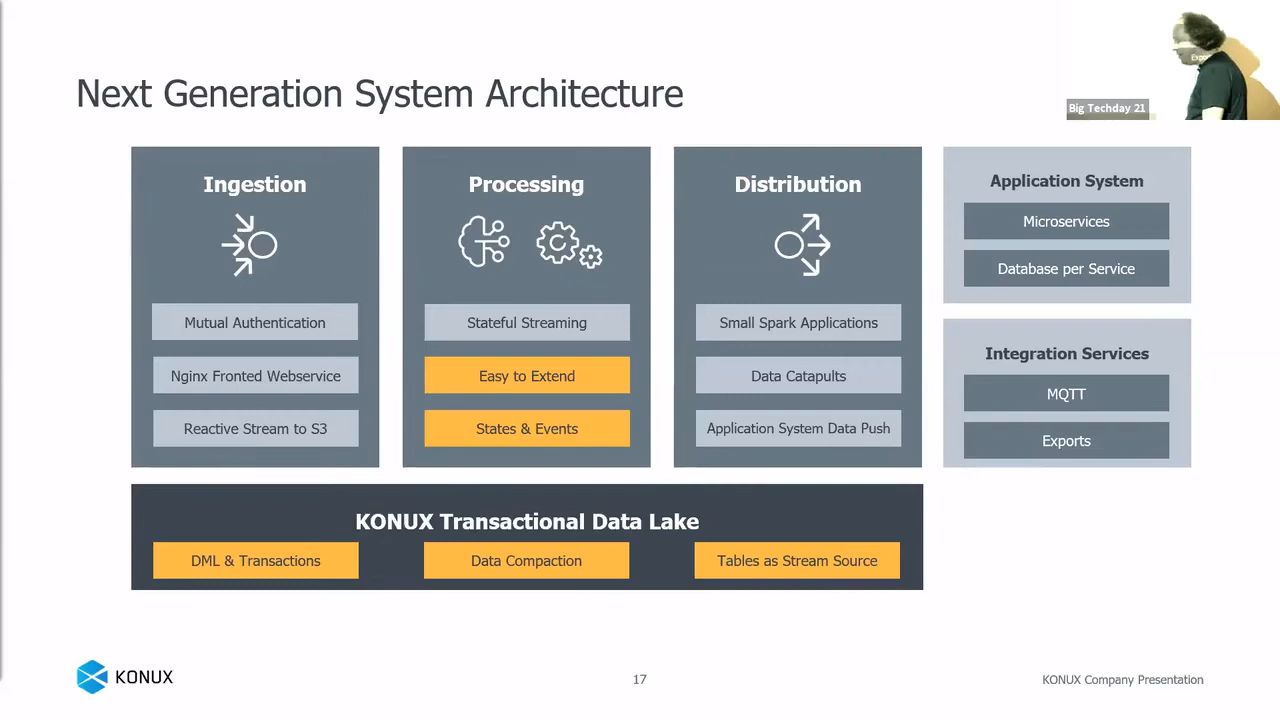 Next Generation System Architecture
Big Techday 21
Ingestion
Mutual Authentication
Nginx Fronted Webservice
Reactive Stream to S3
Processing
Stateful Streaming
Easy to Extend
States & Events
Distribution
Small Spark Applications
Data Catapults
Application System Data Push
Application System
Microservices
Database per Service
Integration Services
MQTT
Exports
KONUX Transactional Data Lake
DML & Transactions
Data Compaction
Tables as Stream Source
KONUX
17
KONUX Company Presentation